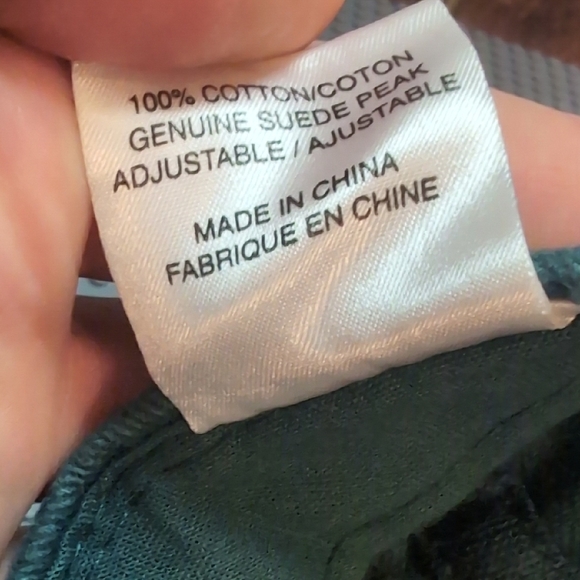 100% COTTON/COTON
GENUINE SUEDE PEAK
ADJUSTABLE / AJUSTABLE
MADE IN CHINA
FABRIQUE EN CHINE